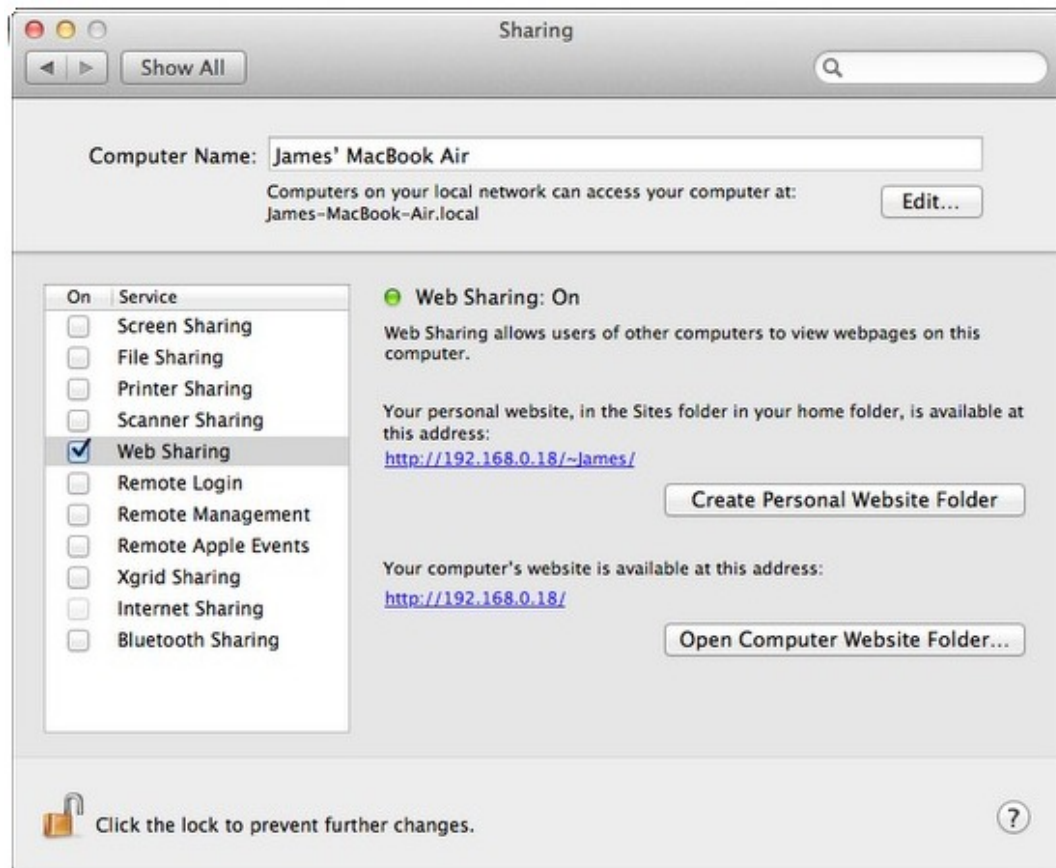 Sharing
Show All
Computer Name: James’ MacBook Air
Computers on your local network can access your computer at:
James-MacBook-Air.local
Edit...
On Service
Screen Sharing
File Sharing
Printer Sharing
Scanner Sharing
Web Sharing
Remote Login
Remote Management
Remote Apple Events
Xgrid Sharing
Internet Sharing
Bluetooth Sharing
Web Sharing: On
Web Sharing allows users of other computers to view webpages on this
computer.
Your personal website, in the Sites folder in your home folder, is available at
this address:
http://192.168.0.18/~James/
Create Personal Website Folder
Your computer's website is available at this address:
http://192.168.0.18/
Open Computer Website Folder...
Click the lock to prevent further changes.
?